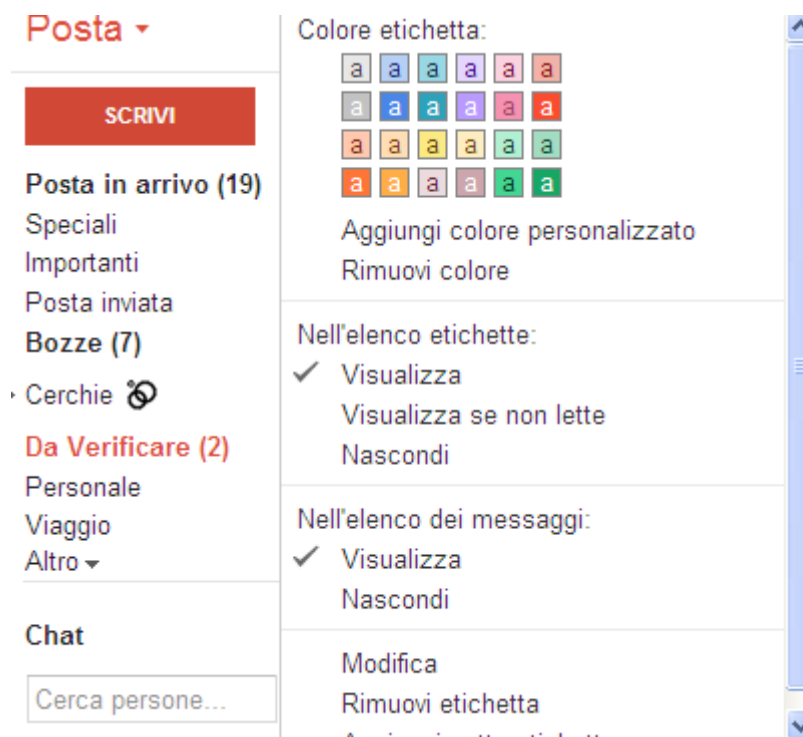 Posta
SCRIVI
Posta in arrivo (19)
Speciali
Importanti
Posta inviata
Bozze (7)
Cerchie
Da Verificare (2)
Personale
Viaggio
Altro
Chat
Cerca persone...
Colore etichetta:
a a a a a a
a a a a a a
a a a a a a
a a a a a a
Aggiungi colore personalizzato
Rimuovi colore
Nell'elenco etichette:
Visualizza
Visualizza se non lette
Nascondi
Nell'elenco dei messaggi:
Visualizza
Nascondi
Modifica
Rimuovi etichetta